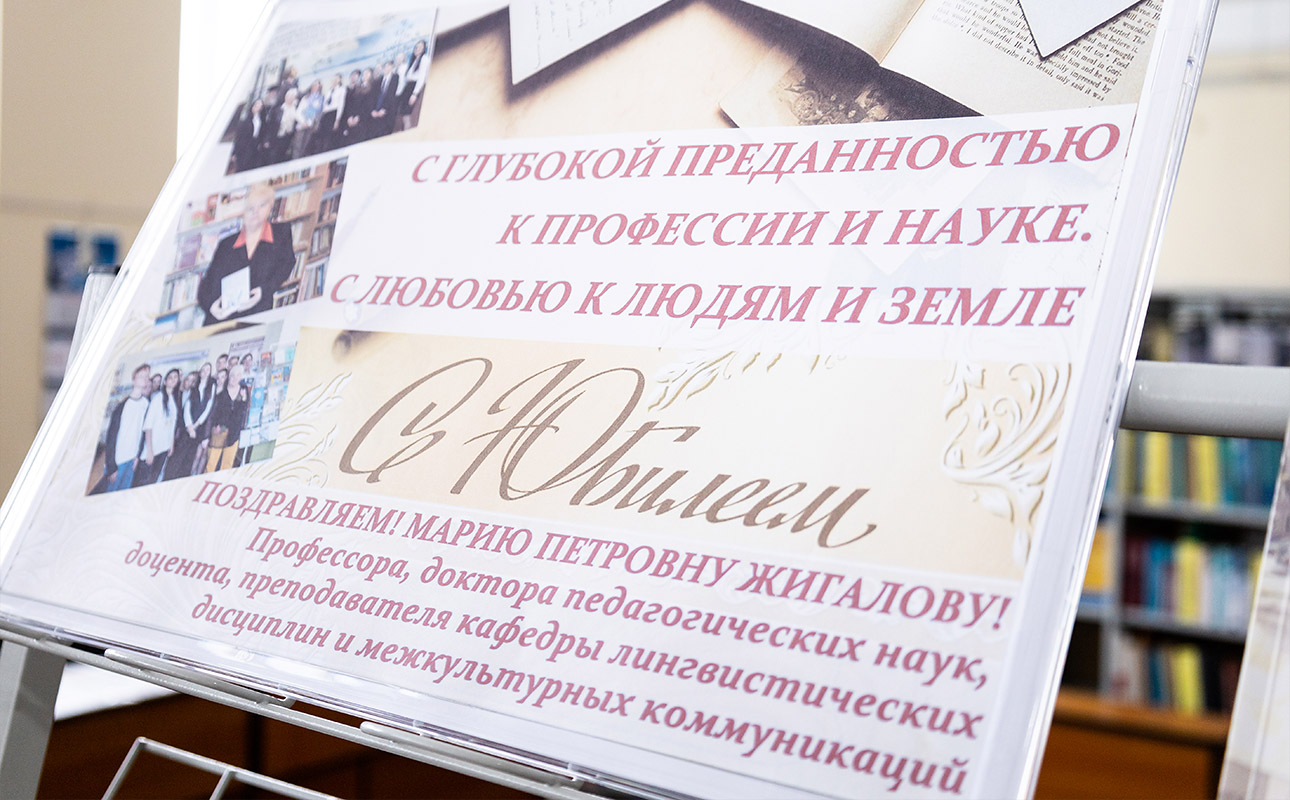 С ГЛУБОКОЙ ПРЕДАННОСТЬЮ
К ПРОФЕССИИ И НАУКЕ.
С ЛЮБОВЬЮ К ЛЮДЯМ И ЗЕМЛЕ
С Юбилеем
ПОЗДРАВЛЯЕМ! МАРИЮ ПЕТРОВНУ ЖИГАЛОВУ!
Профессора, доктора педагогических наук,
доцента, преподавателя кафедры лингвистических
дисциплин и межкультурных коммуникаций